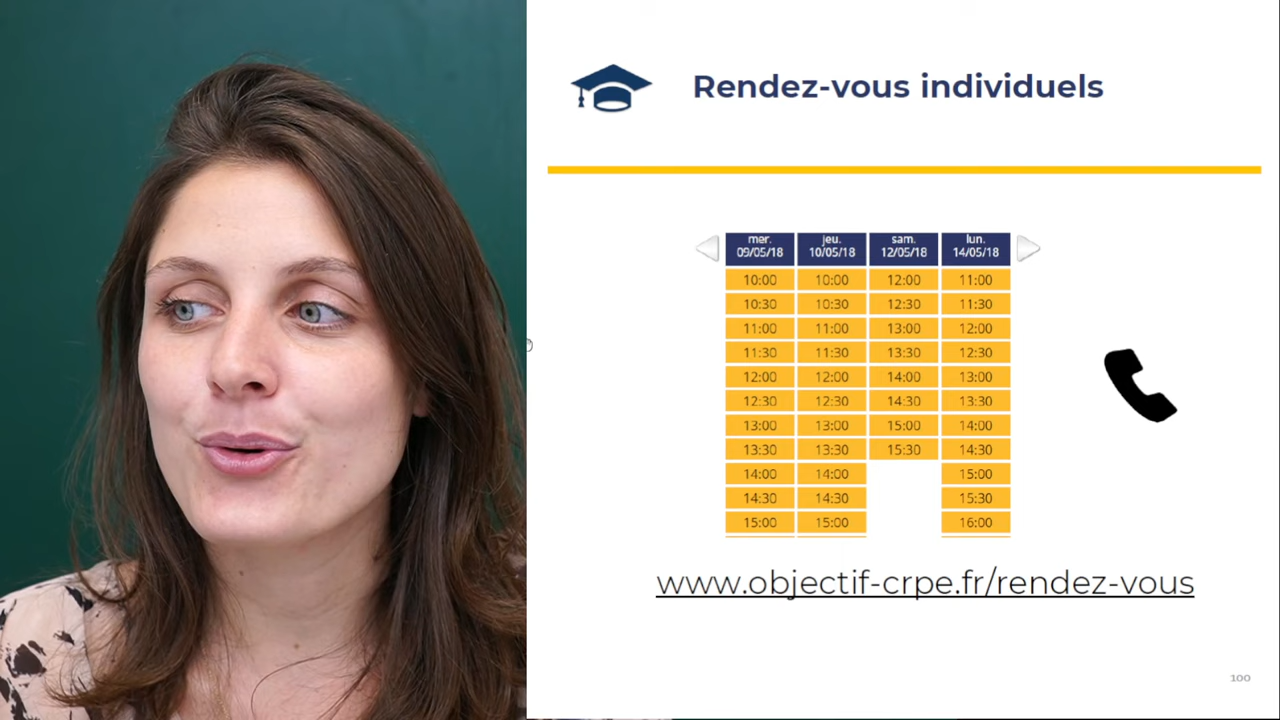 Rendez-vous individuels
mer. jeu. sam. lun.
09/05/18 10/05/18 12/05/18 14/05/18
10:00 10:00 12:00 11:00
10:30 10:30 12:30 11:30
11:00 11:00 13:00 12:00
11:30 11:30 13:30 12:30
12:00 12:00 14:00 13:00
12:30 12:30 14:30 13:30
13:00 13:00 15:00 14:00
13:30 13:30 15:30 14:30
14:00 14:00 15:00
14:30 14:30 15:30
15:00 15:00 16:00
www.objectif-crpe.fr/rendez-vous
100